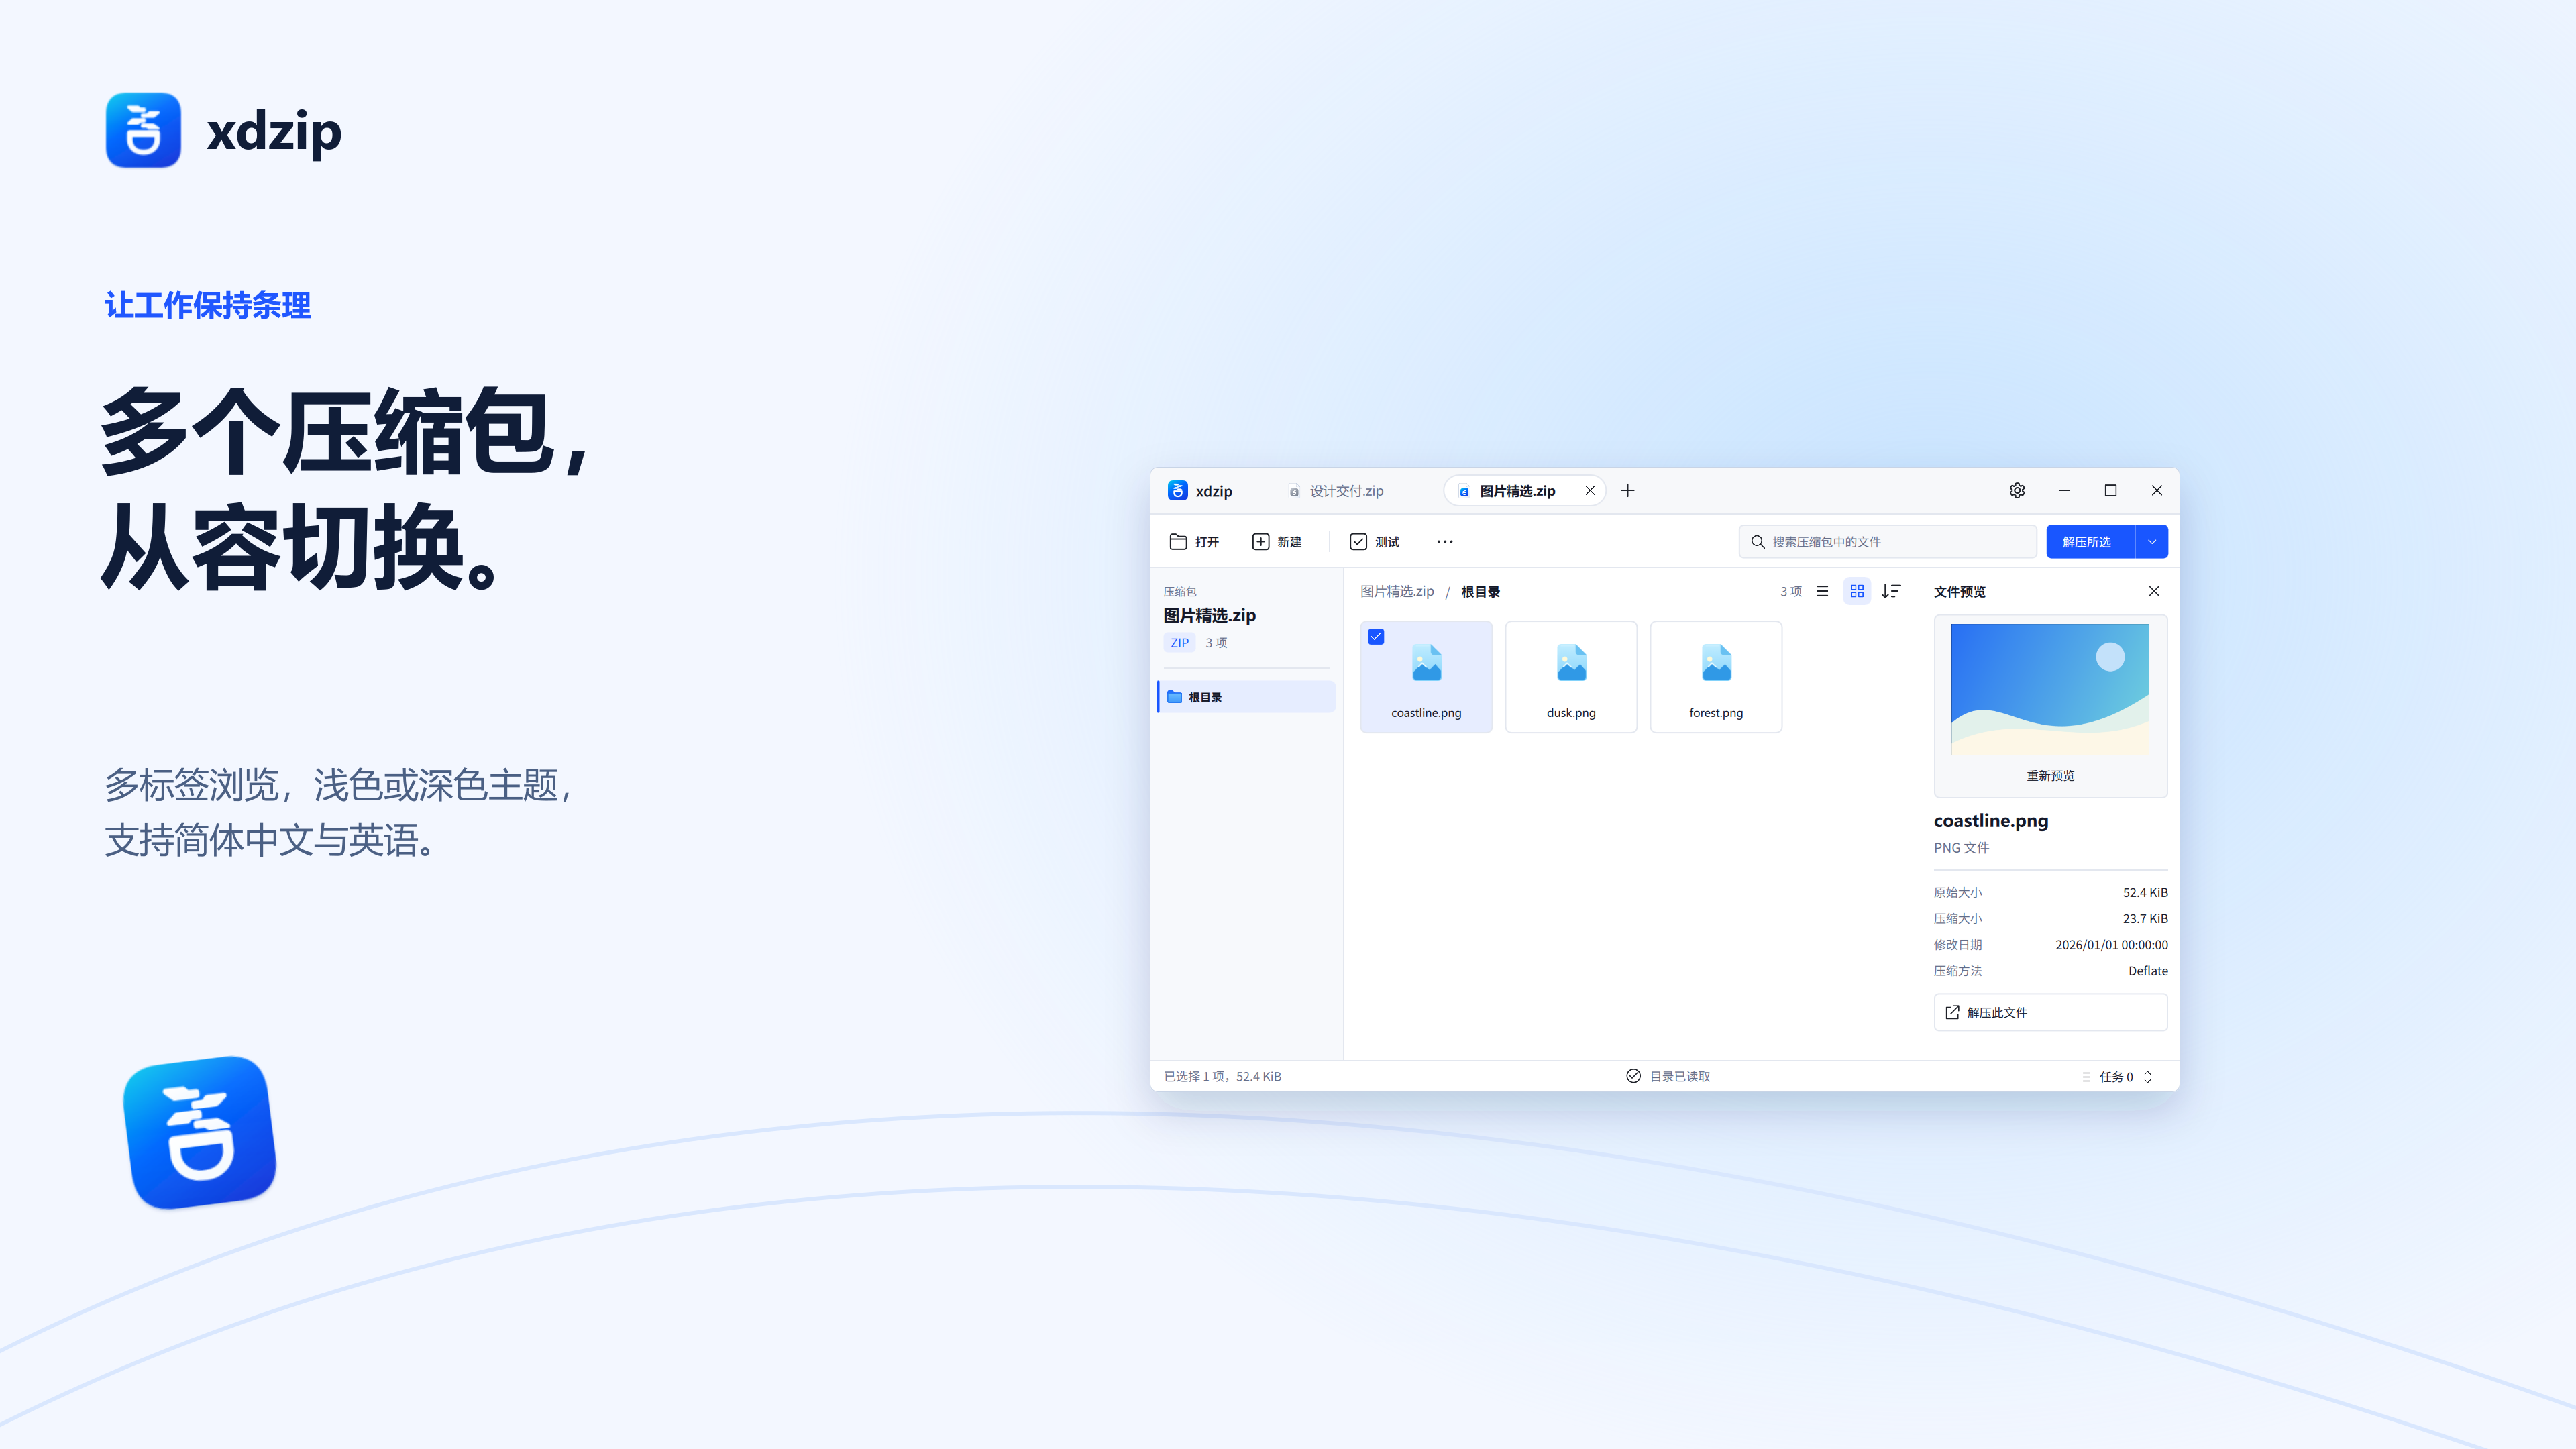 xdzip
让工作保持条理
多个压缩包，
从容切换。
多标签浏览，浅色或深色主题，
支持简体中文与英语。
xdzip
设计交付.zip
图片精选.zip
打开
新建
测试
搜索压缩包中的文件
解压所选
压缩包
图片精选.zip
ZIP 3 项
根目录
图片精选.zip / 根目录
3 项
coastline.png
dusk.png
forest.png
文件预览
重新预览
coastline.png
PNG 文件
原始大小 52.4 KiB
压缩大小 23.7 KiB
修改日期 2026/01/01 00:00:00
压缩方法 Deflate
解压此文件
已选择 1 项，52.4 KiB
目录已读取
任务 0